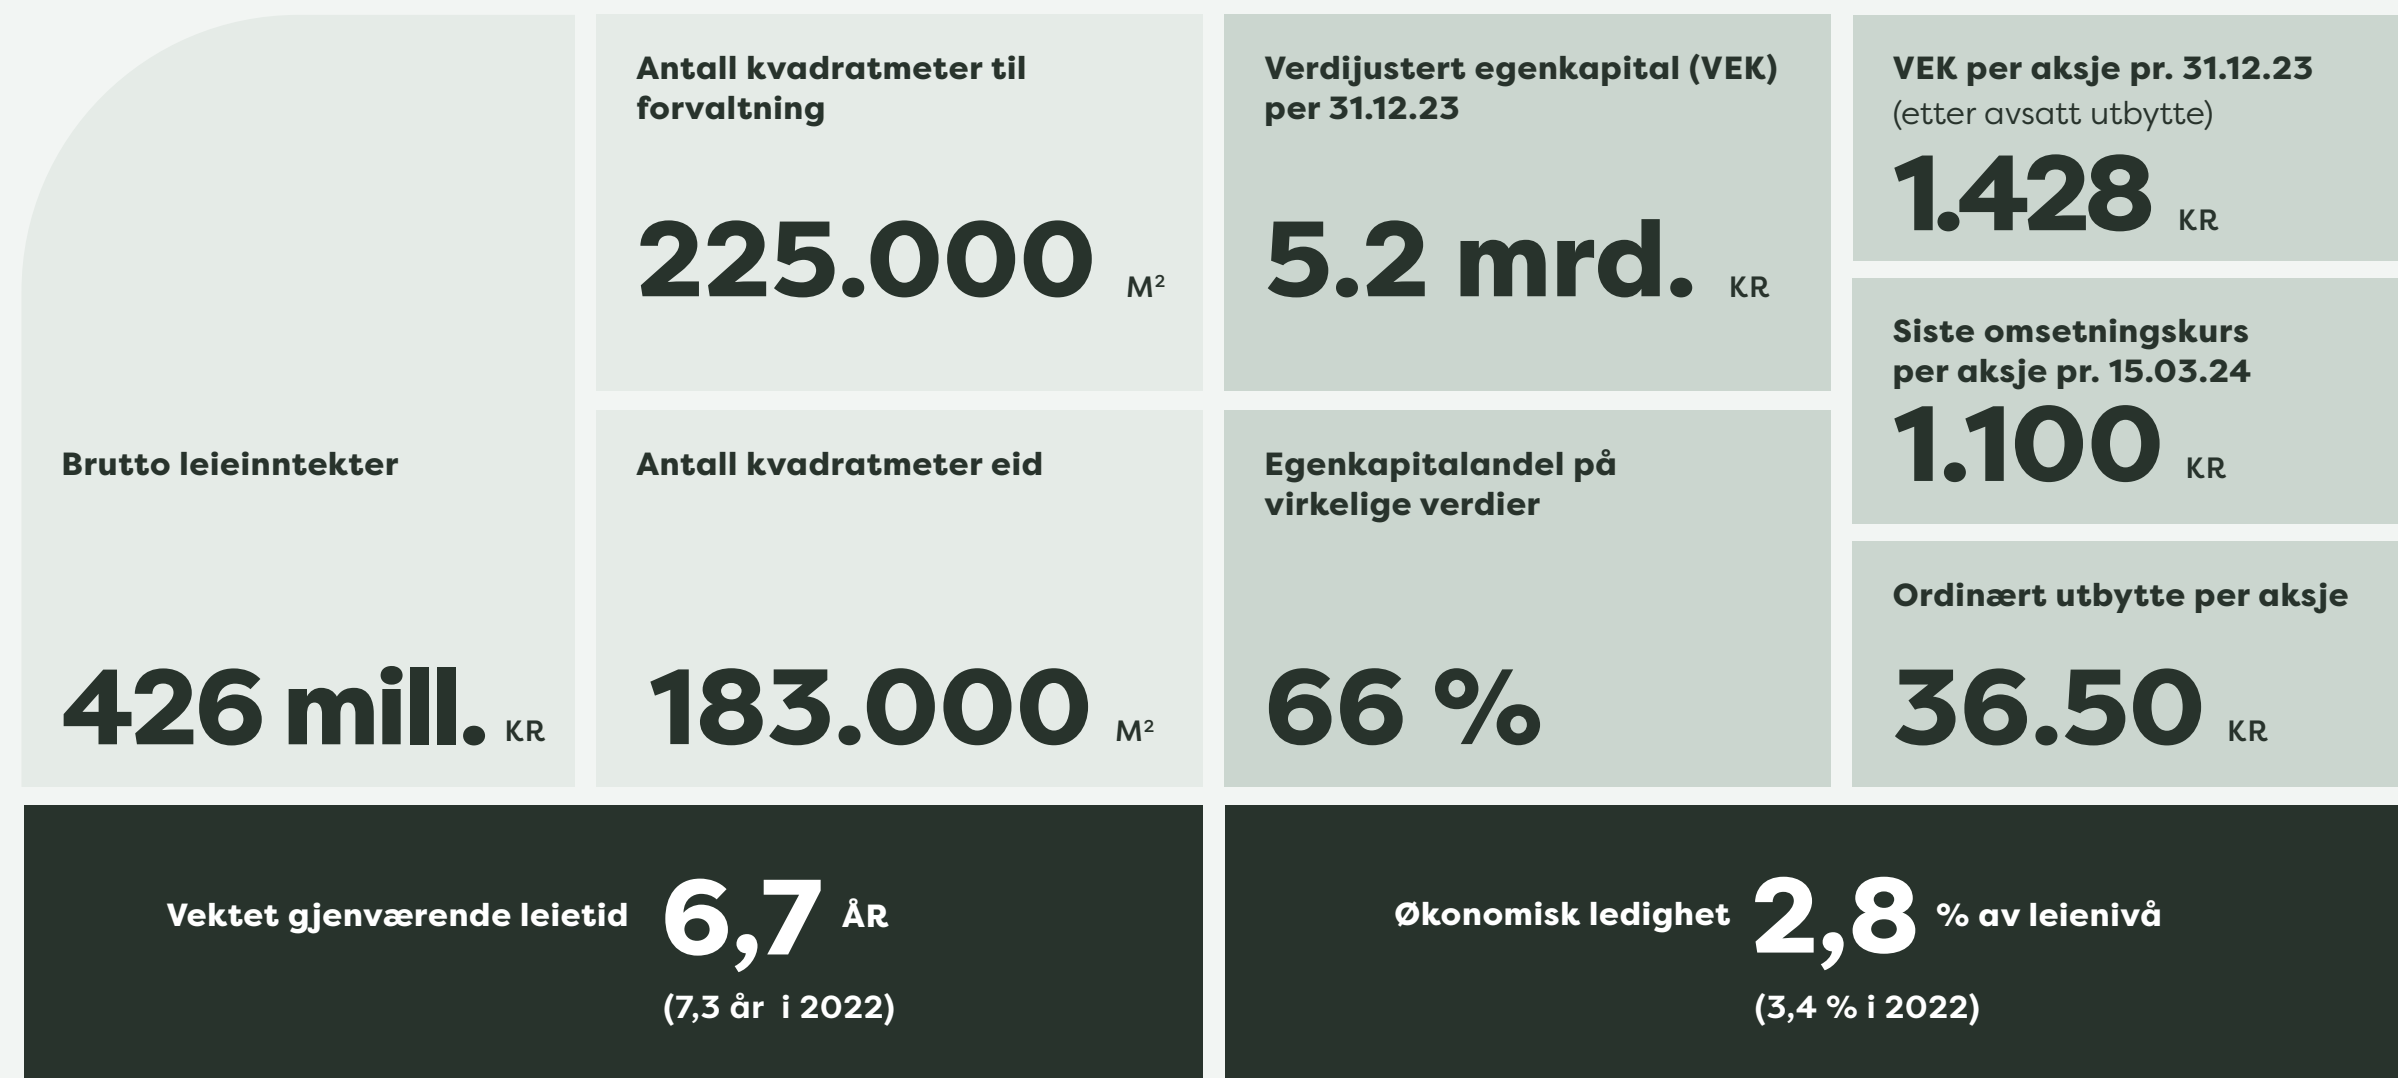 Brutto leieinntekter
426 mill. KR
Antall kvadratmeter til
forvaltning
225.000 M²
Antall kvadratmeter eid
183.000 M²
Verdijustert egenkapital (VEK)
per 31.12.23
5.2 mrd. KR
Egenkapitalandel på
virkelige verdier
66 %
VEK per aksje pr. 31.12.23
(etter avsatt utbytte)
1.428 KR
Siste omsetningskurs
per aksje pr. 15.03.24
1.100 KR
Ordinært utbytte per aksje
36.50 KR
Vektet gjenværende leietid 6,7 ÅR
(7,3 år i 2022)
Økonomisk ledighet 2,8 % av leienivå
(3,4 % i 2022)